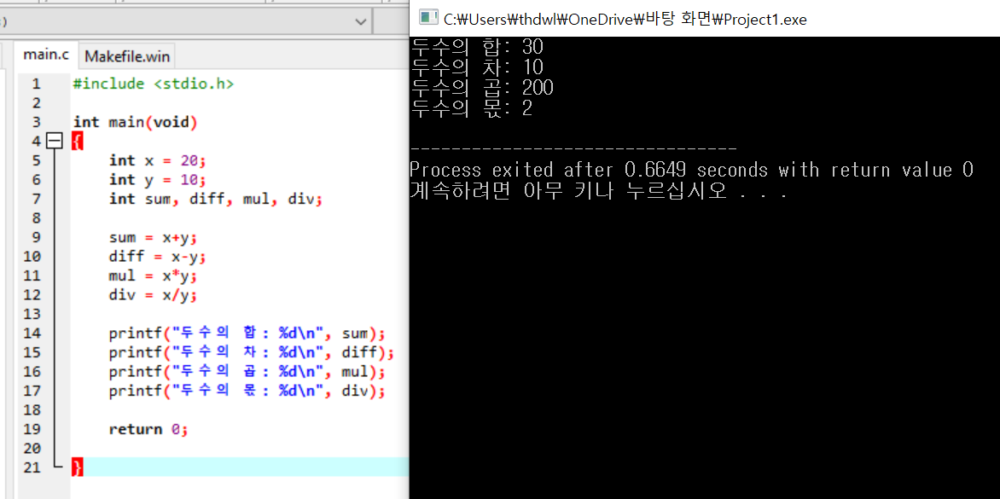 )
main.c Makefile.win
1 #include <stdio.h>
2
3 int main(void)
4 {
5 int x = 20;
6 int y = 10;
7 int sum, diff, mul, div;
8
9 sum = x+y;
10 diff = x-y;
11 mul = x*y;
12 div = x/y;
13
14 printf("두수의 합: %d\n", sum);
15 printf("두수의 차: %d\n", diff);
16 printf("두수의 곱: %d\n", mul);
17 printf("두수의 몫: %d\n", div);
18
19 return 0;
20
21 }
C:₩Users₩thdwl₩OneDrive₩바탕 화면₩Project1.exe
두수의 합: 30
두수의 차: 10
두수의 곱: 200
두수의 몫: 2
--------------------------------
Process exited after 0.6649 seconds with return value 0
계속하려면 아무 키나 누르십시오 . . .